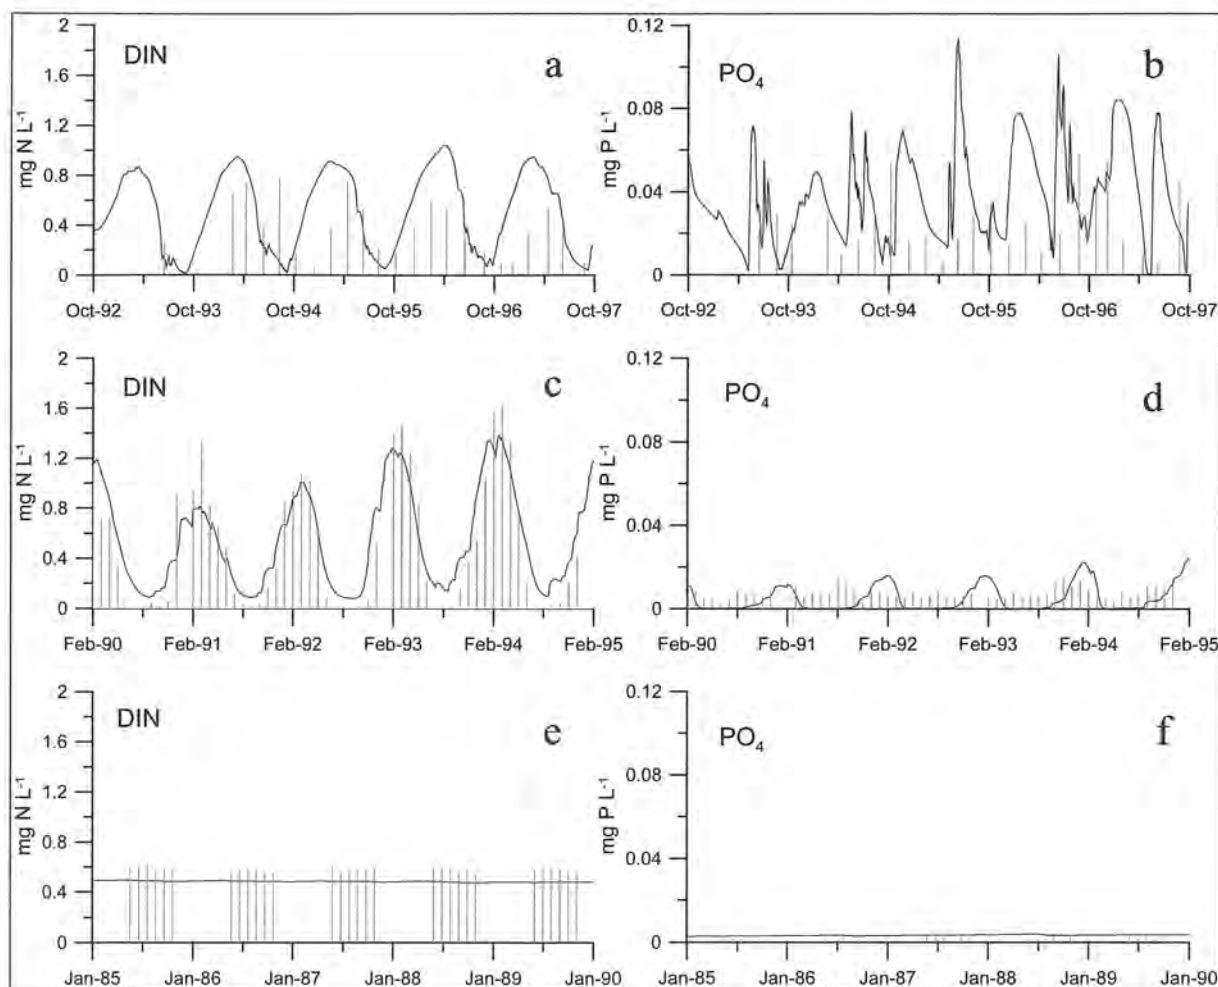 DIN
a
mg N L-1
2
1.6
1.2
0.8
0.4
0
Oct-92
Oct-93
Oct-94
Oct-95
Oct-96
Oct-97
PO4
b
mg P L-1
0.12
0.08
0.04
0
Oct-92
Oct-93
Oct-94
Oct-95
Oct-96
Oct-97
DIN
c
mg N L-1
2
1.6
1.2
0.8
0.4
0
Feb-90
Feb-91
Feb-92
Feb-93
Feb-94
Feb-95
PO4
d
mg P L-1
0.12
0.08
0.04
0
Feb-90
Feb-91
Feb-92
Feb-93
Feb-94
Feb-95
DIN
e
mg N L-1
2
1.6
1.2
0.8
0.4
0
Jan-85
Jan-86
Jan-87
Jan-88
Jan-89
Jan-90
PO4
f
mg P L-1
0.12
0.08
0.04
0
Jan-85
Jan-86
Jan-87
Jan-88
Jan-89
Jan-90